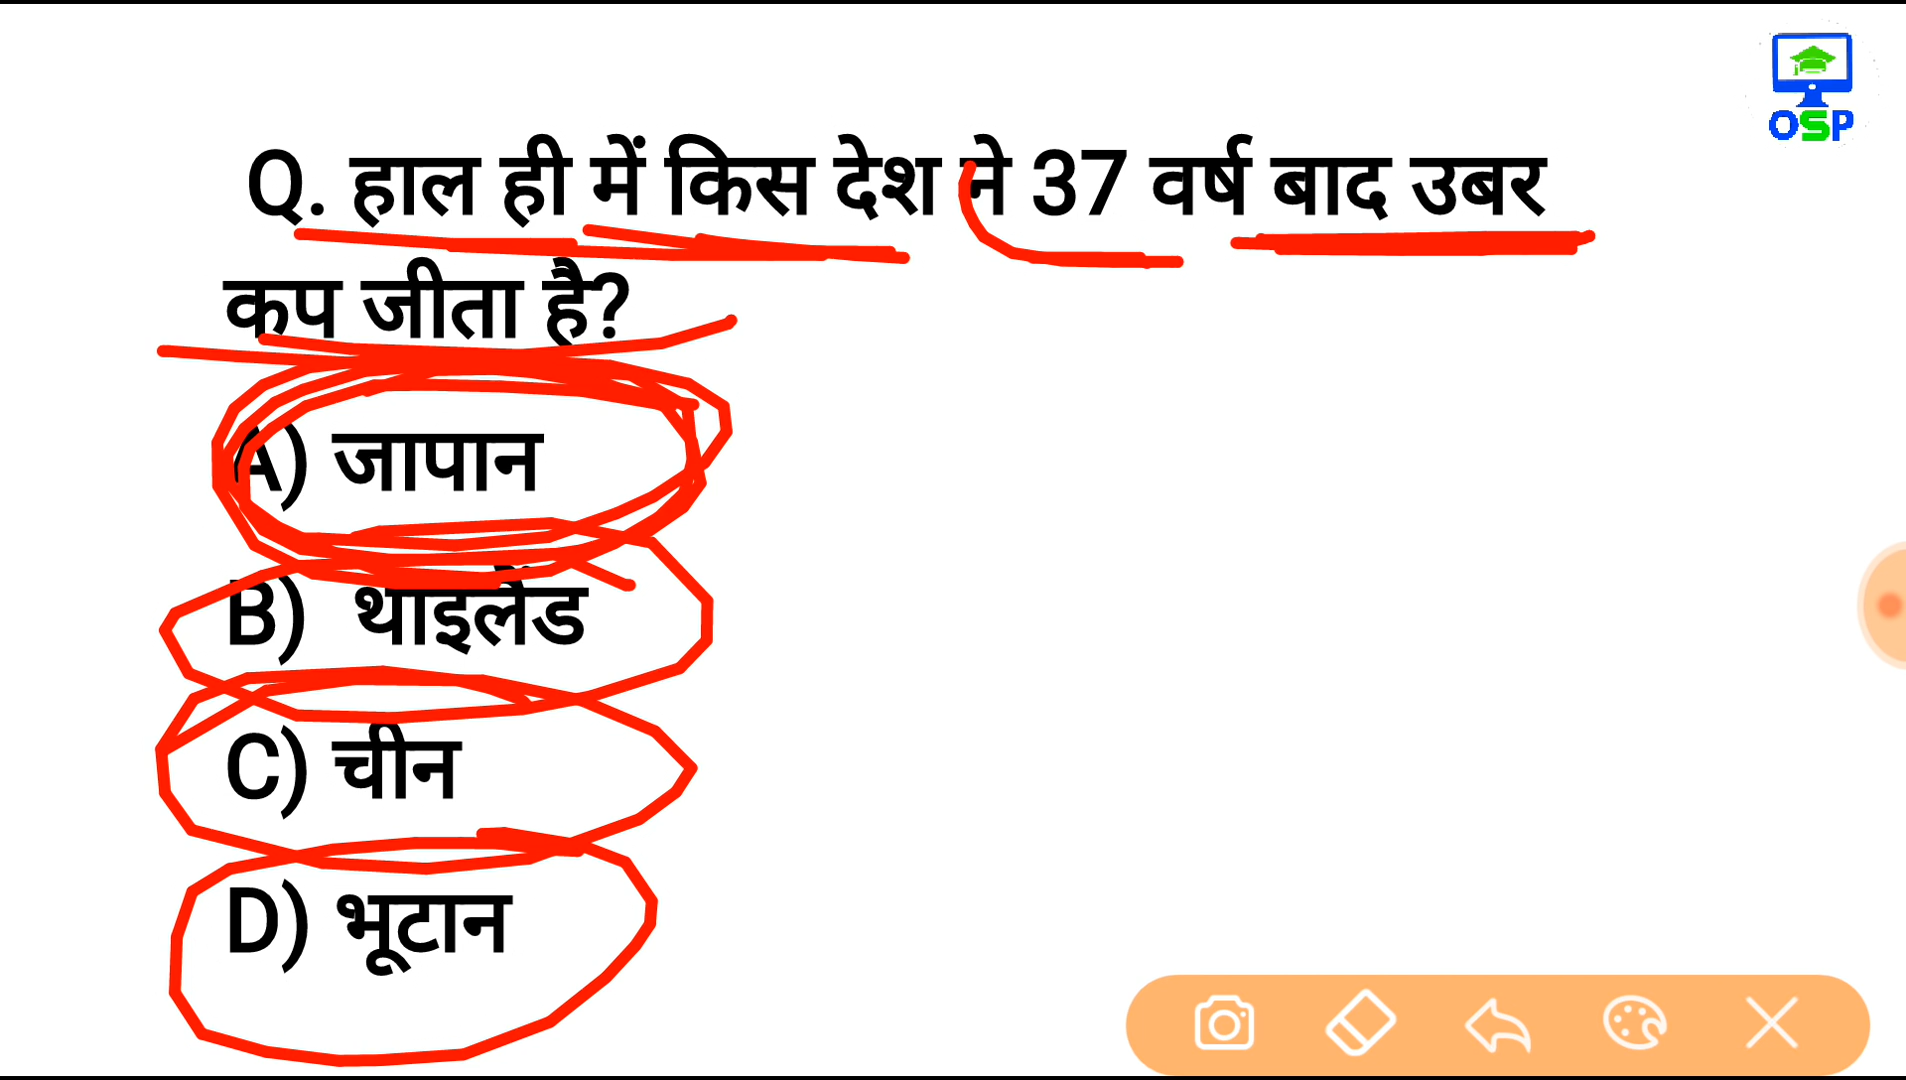 OSP
Q. हाल ही में किस देश ने 37 वर्ष बाद उबर
कप जीता है?
A) जापान
B) थाइलैंड
C) चीन
D) भूटान